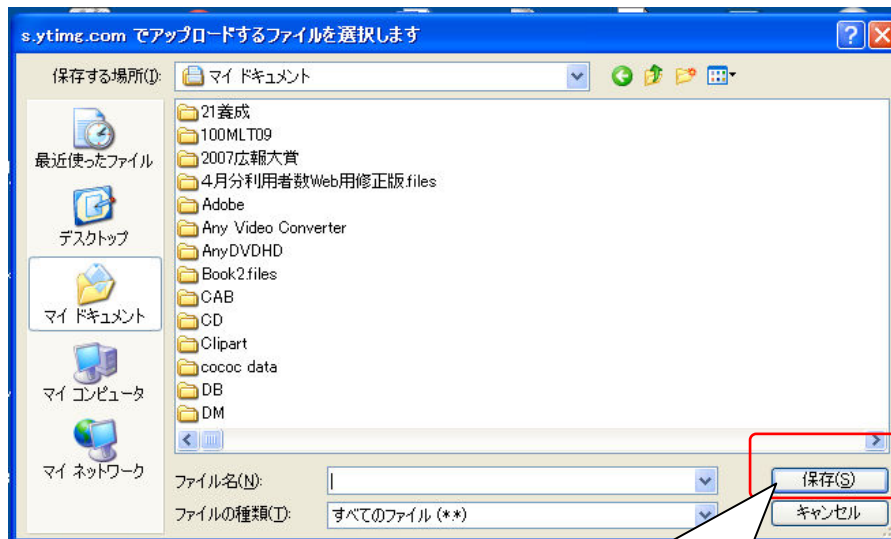 s.ytimg.com でアップロードするファイルを選択します
保存する場所(I):
マイ ドキュメント
最近使ったファイル
デスクトップ
マイ ドキュメント
マイ コンピュータ
マイ ネットワーク
21養成
100MLT09
2007広報大賞
4月分利用者数Web用修正版.files
Adobe
Any Video Converter
AnyDVDHD
Book2.files
CAB
CD
Clipart
cococ data
DB
DM
ファイル名(N):
保存(S)
ファイルの種類(T):
すべてのファイル (*.*)
キャンセル